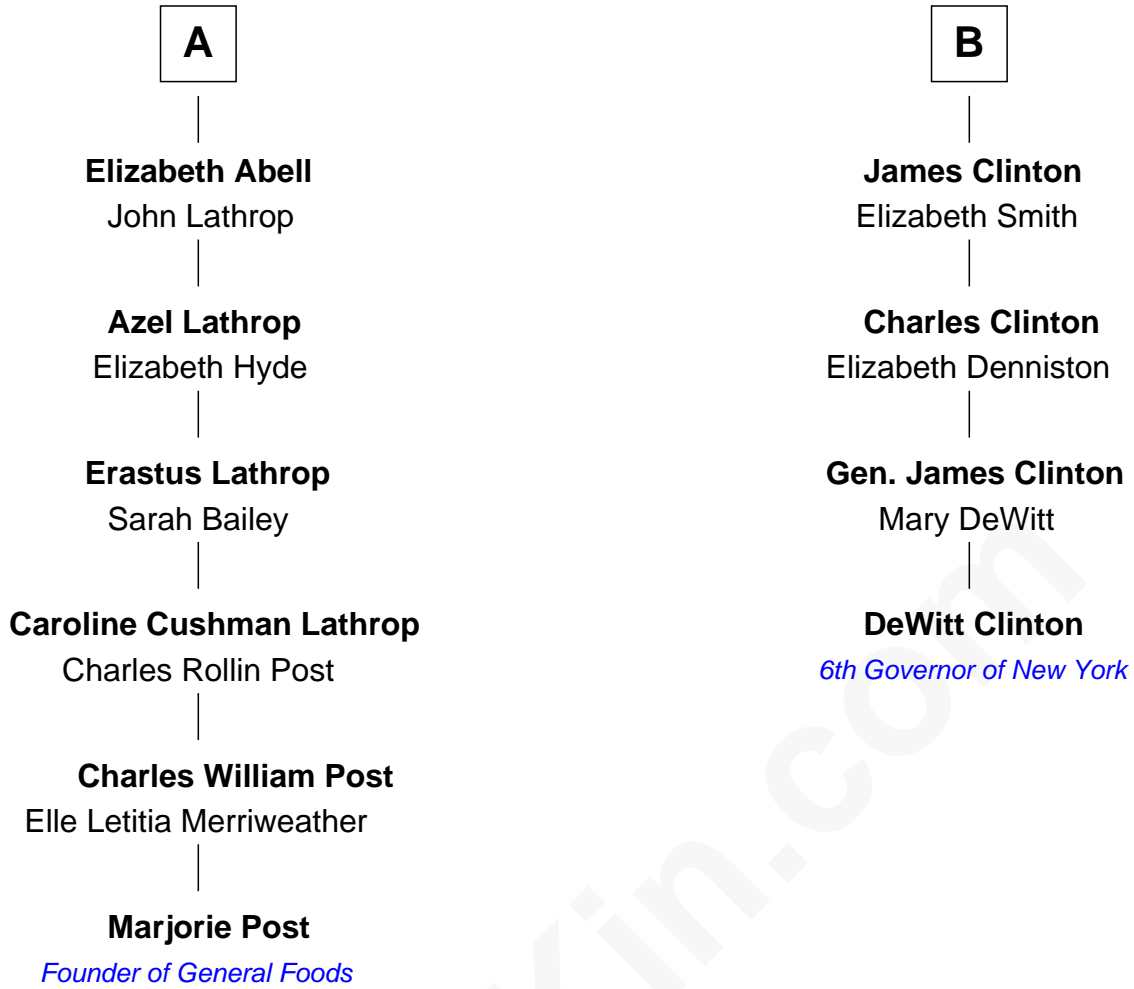 A
Elizabeth Abell
John Lathrop
Azel Lathrop
Elizabeth Hyde
Erastus Lathrop
Sarah Bailey
Caroline Cushman Lathrop
Charles Rollin Post
Charles William Post
Elle Letitia Merriweather
Marjorie Post
Founder of General Foods
B
James Clinton
Elizabeth Smith
Charles Clinton
Elizabeth Denniston
Gen. James Clinton
Mary DeWitt
DeWitt Clinton
6th Governor of New York
Kin.com